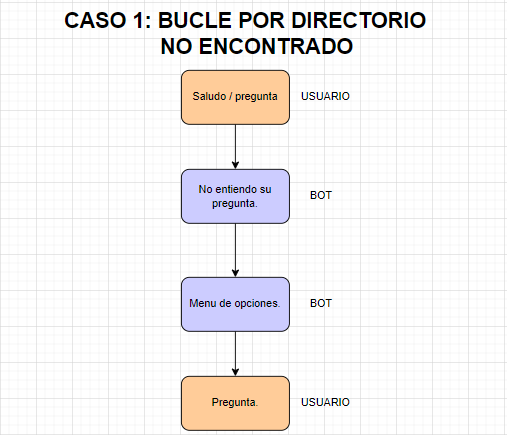 CASO 1: BUCLE POR DIRECTORIO
NO ENCONTRADO
Saludo / pregunta
USUARIO
No entiendo su
pregunta.
BOT
Menu de opciones.
BOT
Pregunta.
USUARIO